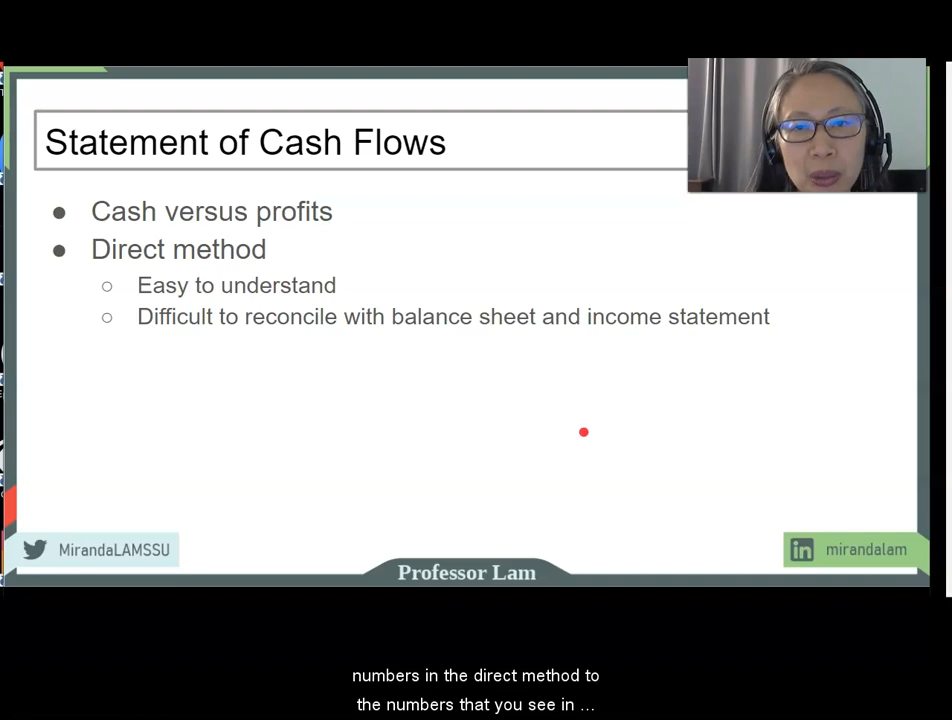 Statement of Cash Flows
● Cash versus profits
● Direct method
○ Easy to understand
○ Difficult to reconcile with balance sheet and income statement
MirandaLAMSSU
in mirandalam
Professor Lam
numbers in the direct method to
the numbers that you see in ...